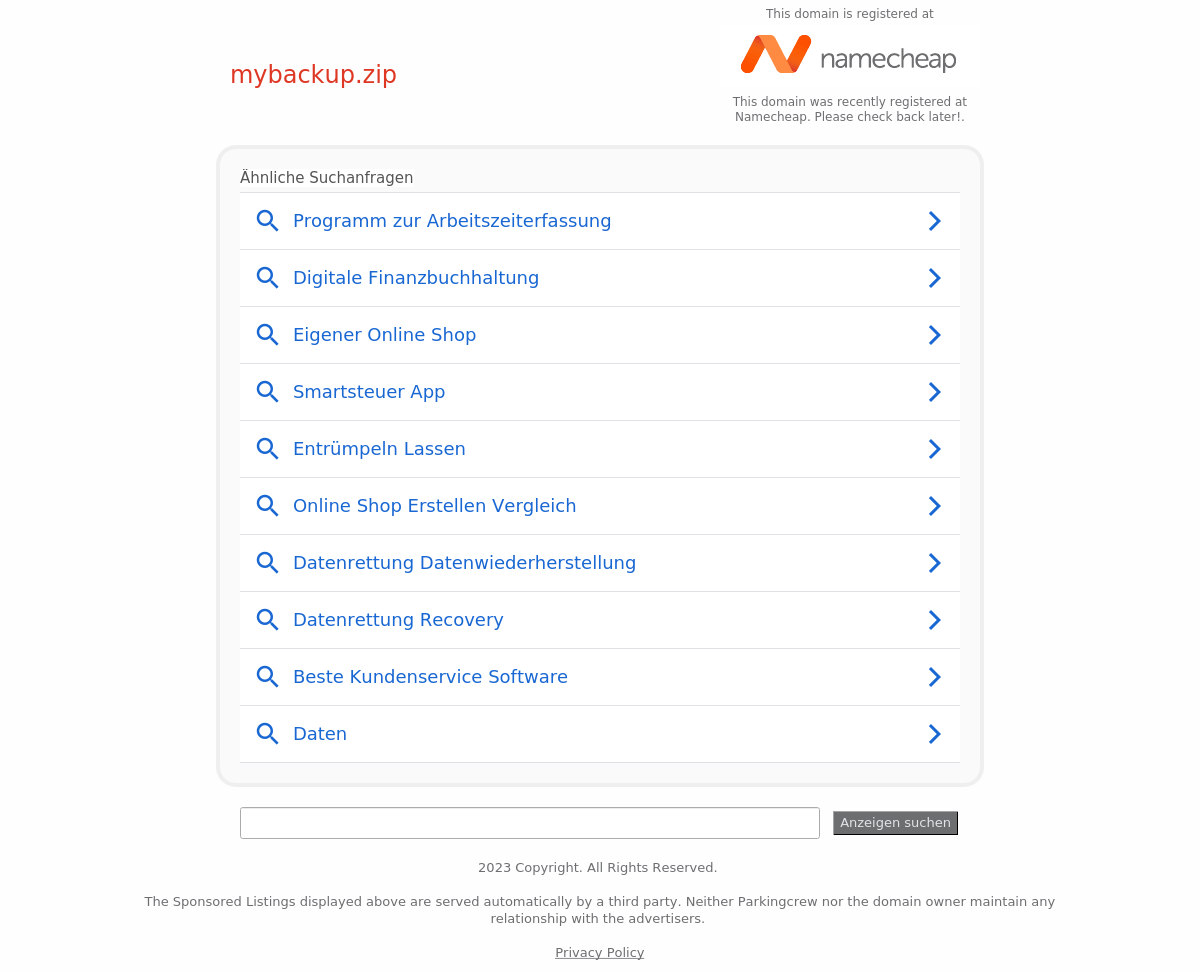 This domain is registered at
namecheap
mybackup.zip
This domain was recently registered at
Namecheap. Please check back later!.
Ähnliche Suchanfragen
Programm zur Arbeitszeiterfassung
Digitale Finanzbuchhaltung
Eigener Online Shop
Smartsteuer App
Entrümpeln Lassen
Online Shop Erstellen Vergleich
Datenrettung Datenwiederherstellung
Datenrettung Recovery
Beste Kundenservice Software
Daten
Anzeigen suchen
2023 Copyright. All Rights Reserved.
The Sponsored Listings displayed above are served automatically by a third party. Neither Parkingcrew nor the domain owner maintain any
relationship with the advertisers.
Privacy Policy